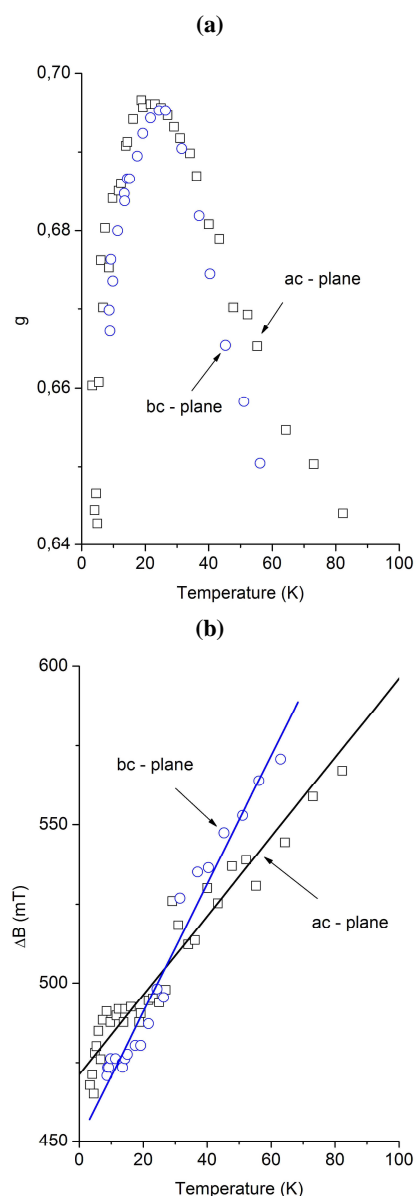 (a)
0,70
0,68
g
ac - plane
0,66
bc - plane
0,64
0 20 40 60 80 100
Temperature (K)
(b)
600
bc - plane
550
ΔB (mT)
ac - plane
500
450
0 20 40 60 80 100
Temperature (K)